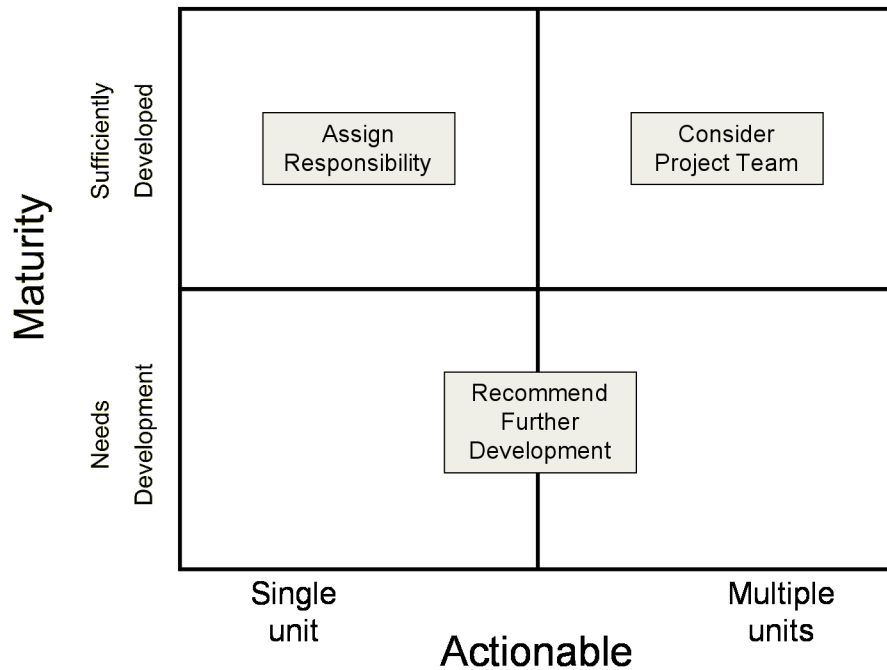 Maturity
Sufficiently
Developed
Needs
Development
Assign
Responsibility
Consider
Project Team
Recommend
Further
Development
Single
unit
Multiple
units
Actionable